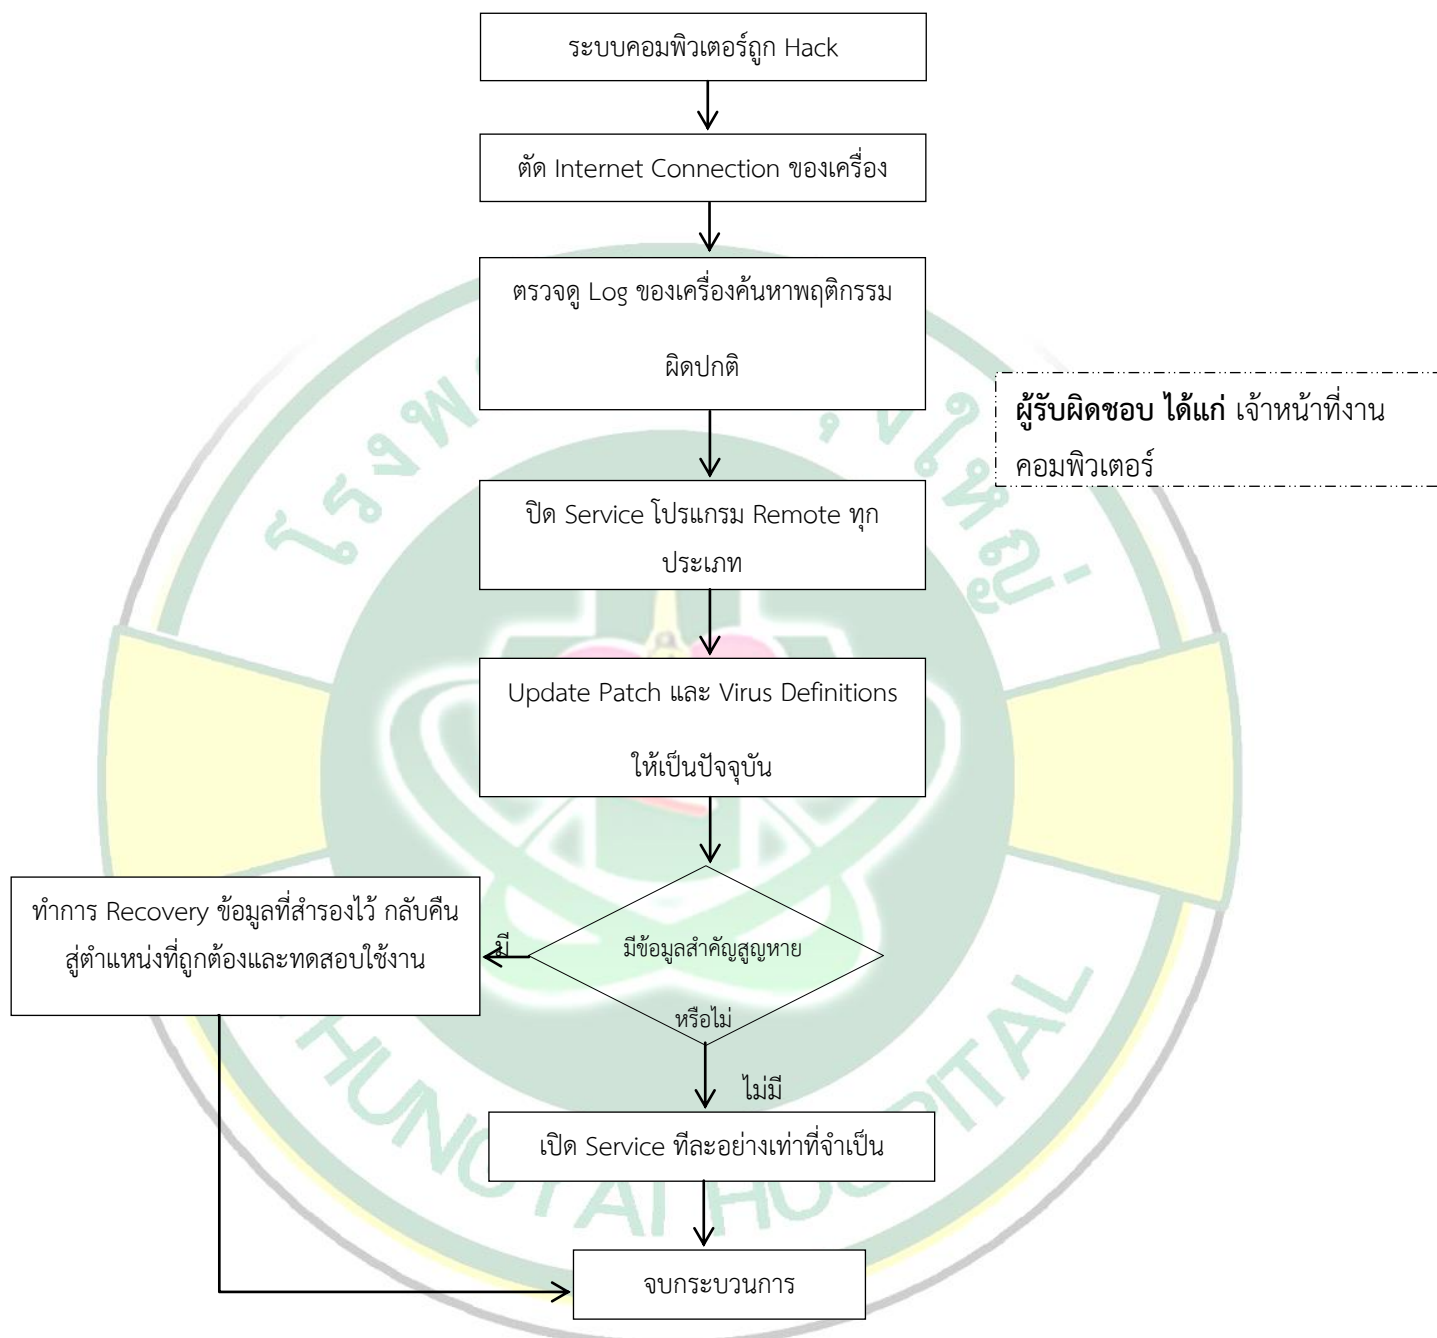 ระบบคอมพิวเตอร์ถูก Hack
ตัด Internet Connection ของเครื่อง
ตรวจดู Log ของเครื่องค้นหาพฤติกรรม
ผิดปกติ
ผู้รับผิดชอบ ได้แก่ เจ้าหน้าที่งาน
คอมพิวเตอร์
ปิด Service โปรแกรม Remote ทุก
ประเภท
Update Patch และ Virus Definitions
ให้เป็นปัจจุบัน
ทำการ Recovery ข้อมูลที่สำรองไว้ กลับคืน
สู่ตำแหน่งที่ถูกต้องและทดสอบใช้งาน
มี
มีข้อมูลสำคัญสูญหาย
หรือไม่
ไม่มี
เปิด Service ทีละอย่างเท่าที่จำเป็น
จบกระบวนการ